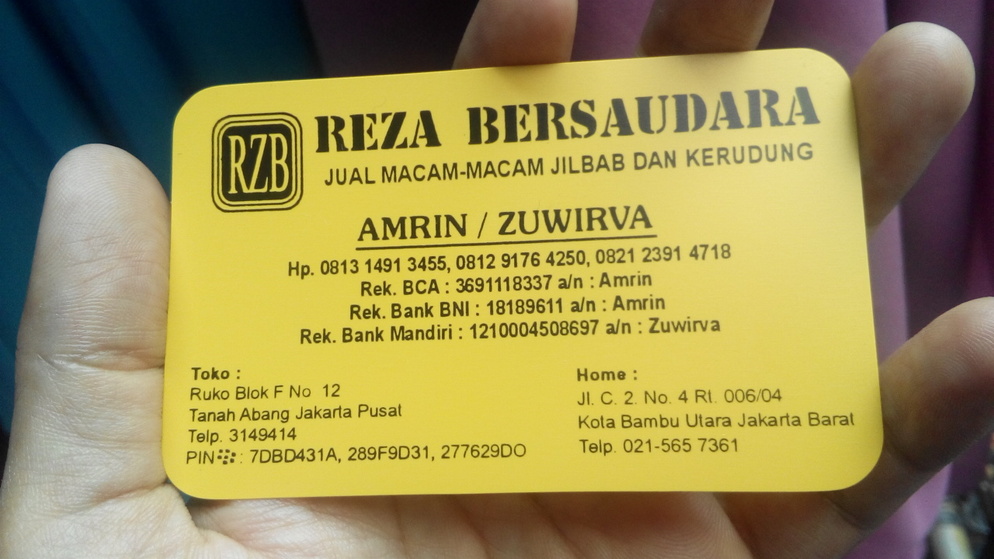 RZB
REZA BERSAUDARA
JUAL MACAM-MACAM JILBAB DAN KERUDUNG
AMRIN / ZUWIRVA
Hp. 0813 1491 3455, 0812 9176 4250, 0821 2391 4718
Rek. BCA : 3691118337 a/n : Amrin
Rek. Bank BNI : 18189611 a/n : Amrin
Rek. Bank Mandiri : 1210004508697 a/n : Zuwirva
Toko :
Ruko Blok F No 12
Tanah Abang Jakarta Pusat
Telp. 3149414
PIN : 7DBD431A, 289F9D31, 277629DO
Home :
Jl. C. 2. No. 4 Rt. 006/04
Kota Bambu Utara Jakarta Barat
Telp. 021-565 7361